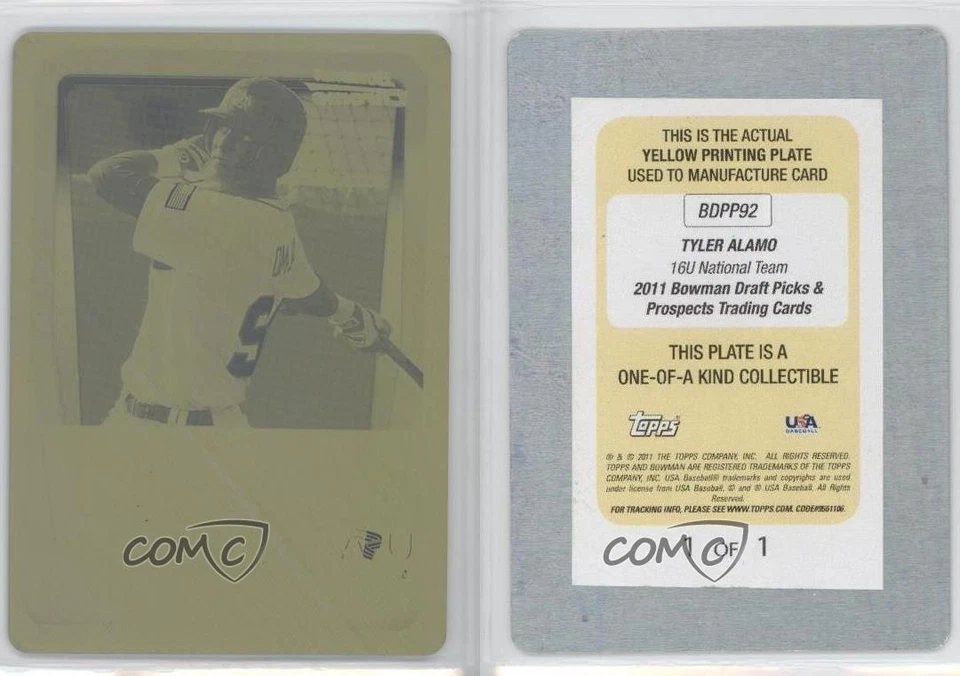 COMC
THIS IS THE ACTUAL
YELLOW PRINTING PLATE
USED TO MANUFACTURE CARD
BDPP92
TYLER ALAMO
16U National Team
2011 Bowman Draft Picks &
Prospects Trading Cards
THIS PLATE IS A
ONE-OF-A KIND COLLECTIBLE
Topps
USA
BASEBALL
® & © 2011 THE TOPPS COMPANY, INC. ALL RIGHTS RESERVED.
TOPPS AND BOWMAN ARE REGISTERED TRADEMARKS OF THE TOPPS
COMPANY, INC. USA Baseball® trademarks and copyrights are used
under license from USA Baseball. © and ® USA Baseball. All Rights
Reserved.
FOR TRACKING INFO, PLEASE SEE WWW.TOPPS.COM.
1 OF 1
COMC